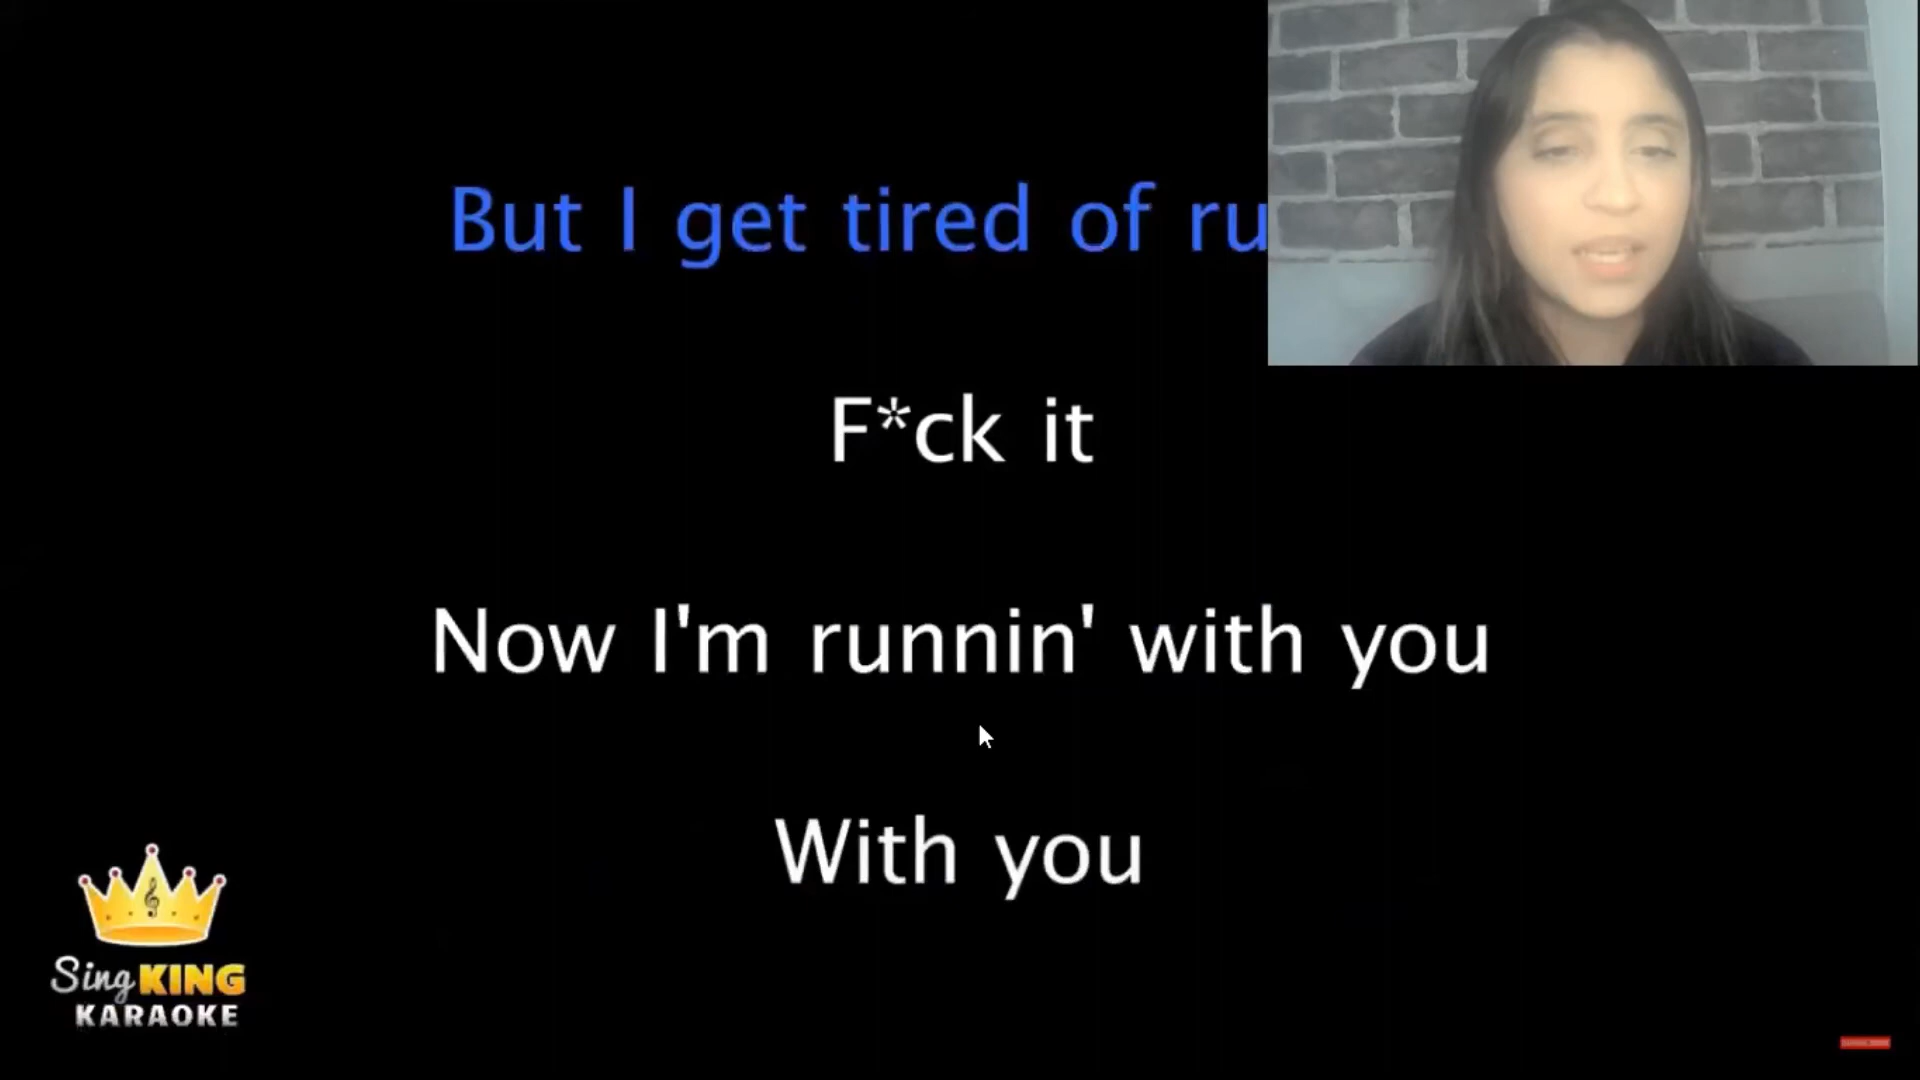 But I get tired of ru
F*ck it
Now I'm runnin' with you
With you
Sing KING
KARAOKE